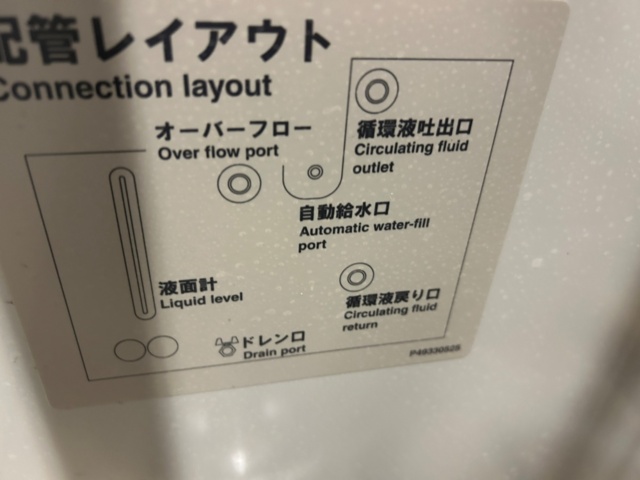 配管レイアウト
Connection layout
オーバーフロー
Over flow port
循環液吐出口
Circulating fluid
outlet
自動給水口
Automatic water-fill
port
液面計
Liquid level
循環液戻り口
Circulating fluid
return
ドレン口
Drain port